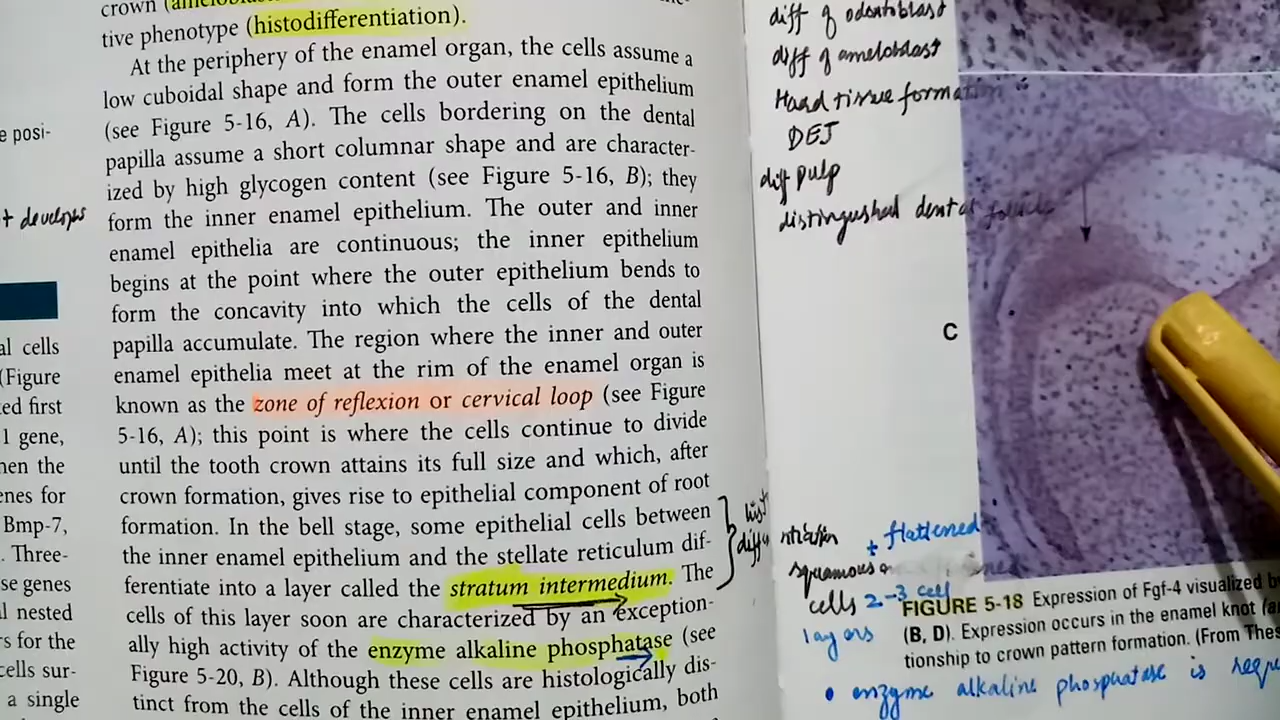 crown (ameloblasts
tive phenotype (histodifferentiation).
At the periphery of the enamel organ, the cells assume a
low cuboidal shape and form the outer enamel epithelium
(see Figure 5-16, A). The cells bordering on the dental
papilla assume a short columnar shape and are character-
ized by high glycogen content (see Figure 5-16, B); they
form the inner enamel epithelium. The outer and inner
enamel epithelia are continuous; the inner epithelium
begins at the point where the outer epithelium bends to
form the concavity into which the cells of the dental
papilla accumulate. The region where the inner and outer
enamel epithelia meet at the rim of the enamel organ is
known as the zone of reflexion or cervical loop (see Figure
5-16, A); this point is where the cells continue to divide
until the tooth crown attains its full size and which, after
crown formation, gives rise to epithelial component of root
formation. In the bell stage, some epithelial cells between
the inner enamel epithelium and the stellate reticulum dif-
ferentiate into a layer called the stratum intermedium. The
cells of this layer soon are characterized by an exception-
ally high activity of the enzyme alkaline phosphatase (see
Figure 5-20, B). Although these cells are histologically dis-
tinct from the cells of the inner enamel epithelium, both
e posi-
t develops
al cells
(Figure
ed first
1 gene,
hen the
enes for
Bmp-7,
. Three-
se genes
l nested
rs for the
cells sur-
a single
diff of odontoblast
diff of ameloblast
Haad tissue formation
DEJ
diff pulp
distingushed dental follicle
C
+ flattened
squamous
cells 2-3 cell
layers
FIGURE 5-18 Expression of Fgf-4 visualized b
(B, D). Expression occurs in the enamel knot (a
tionship to crown pattern formation. (From Thes
• enzyme alkaline phosphatase is requ